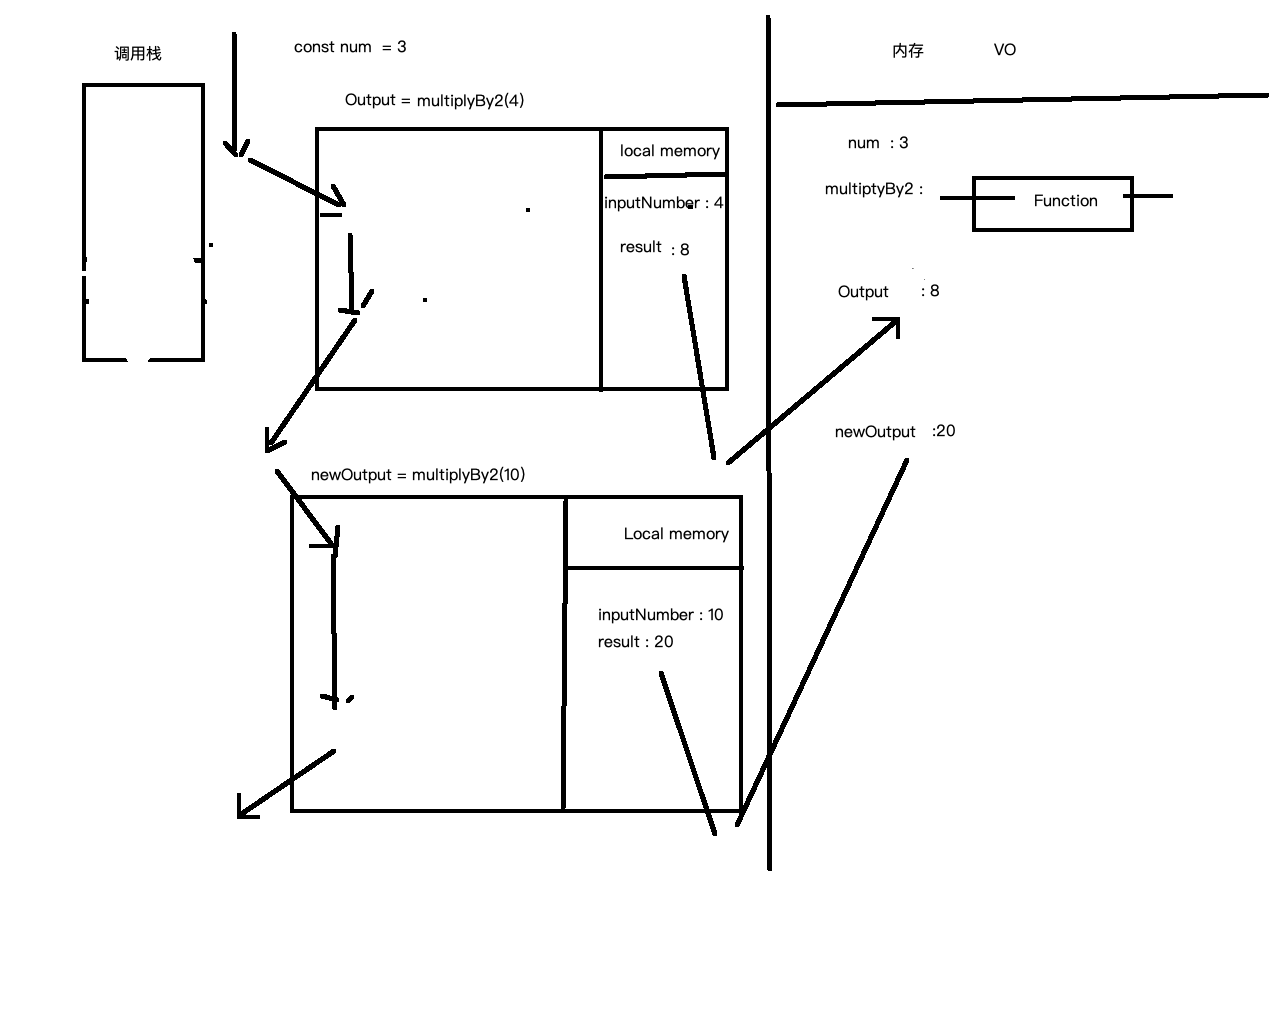 调用栈
const num = 3
Output = multiplyBy2(4)
local memory
inputNumber : 4
result : 8
newOutput = multiplyBy2(10)
Local memory
inputNumber : 10
result : 20
内存 VO
num : 3
multiptyBy2 :
Function
Output : 8
newOutput :20